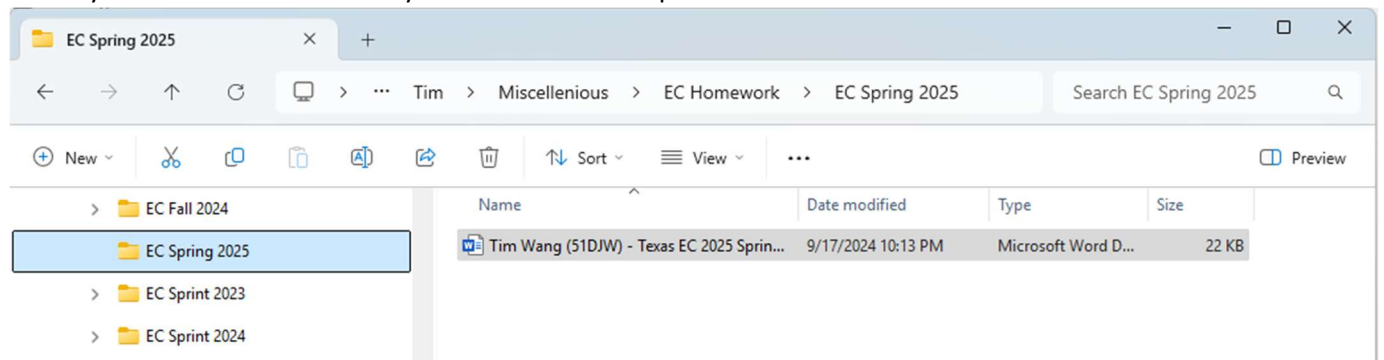 EC Spring 2025
Tim > Miscellenious > EC Homework > EC Spring 2025
Search EC Spring 2025
New
Sort
View
Preview
EC Fall 2024
EC Spring 2025
EC Sprint 2023
EC Sprint 2024
Name Date modified Type Size
Tim Wang (51DJW) - Texas EC 2025 Sprin... 9/17/2024 10:13 PM Microsoft Word D... 22 KB